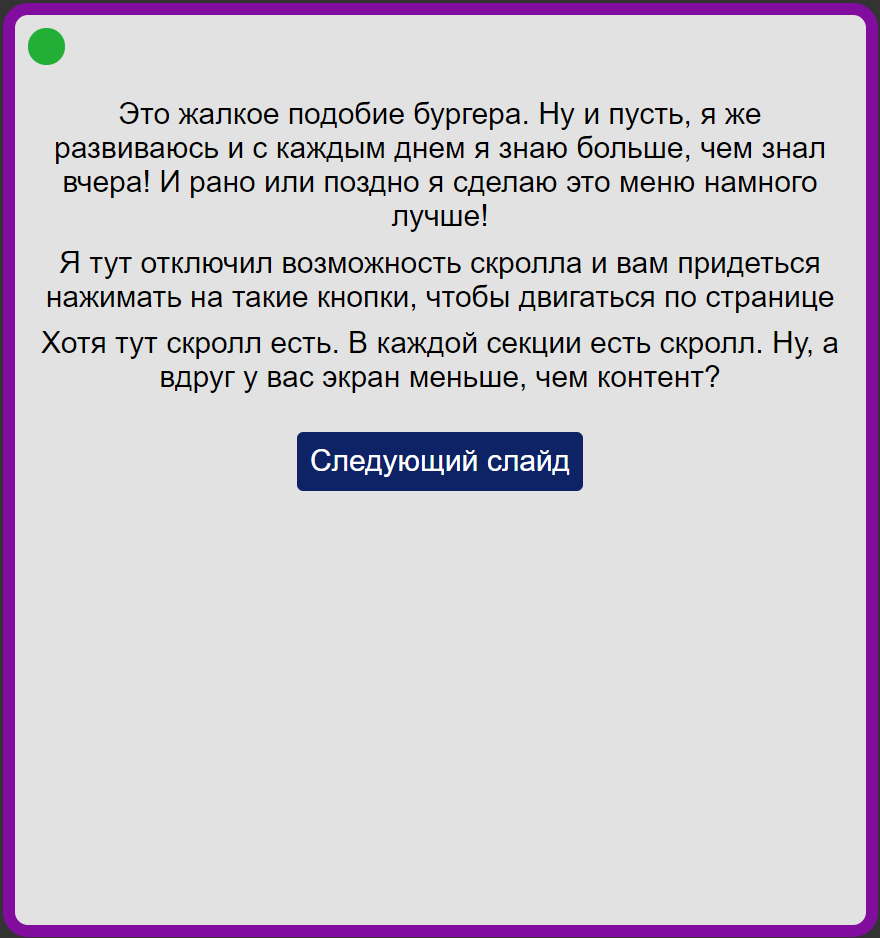 Это жалкое подобие бургера. Ну и пусть, я же
развиваюсь и с каждым днем я знаю больше, чем знал
вчера! И рано или поздно я сделаю это меню намного
лучше!
Я тут отключил возможность скролла и вам придеться
нажимать на такие кнопки, чтобы двигаться по странице
Хотя тут скролл есть. В каждой секции есть скролл. Ну, а
вдруг у вас экран меньше, чем контент?
Следующий слайд